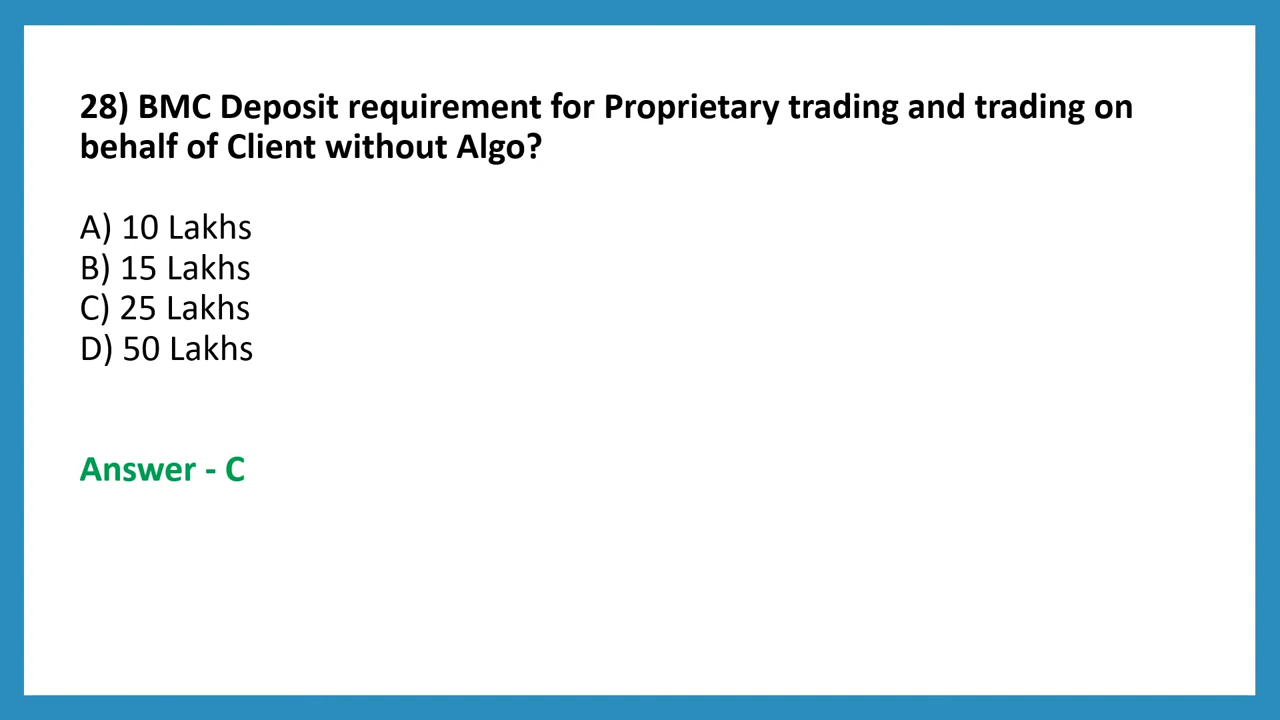 28) BMC Deposit requirement for Proprietary trading and trading on
behalf of Client without Algo?
A) 10 Lakhs
B) 15 Lakhs
C) 25 Lakhs
D) 50 Lakhs
Answer - C